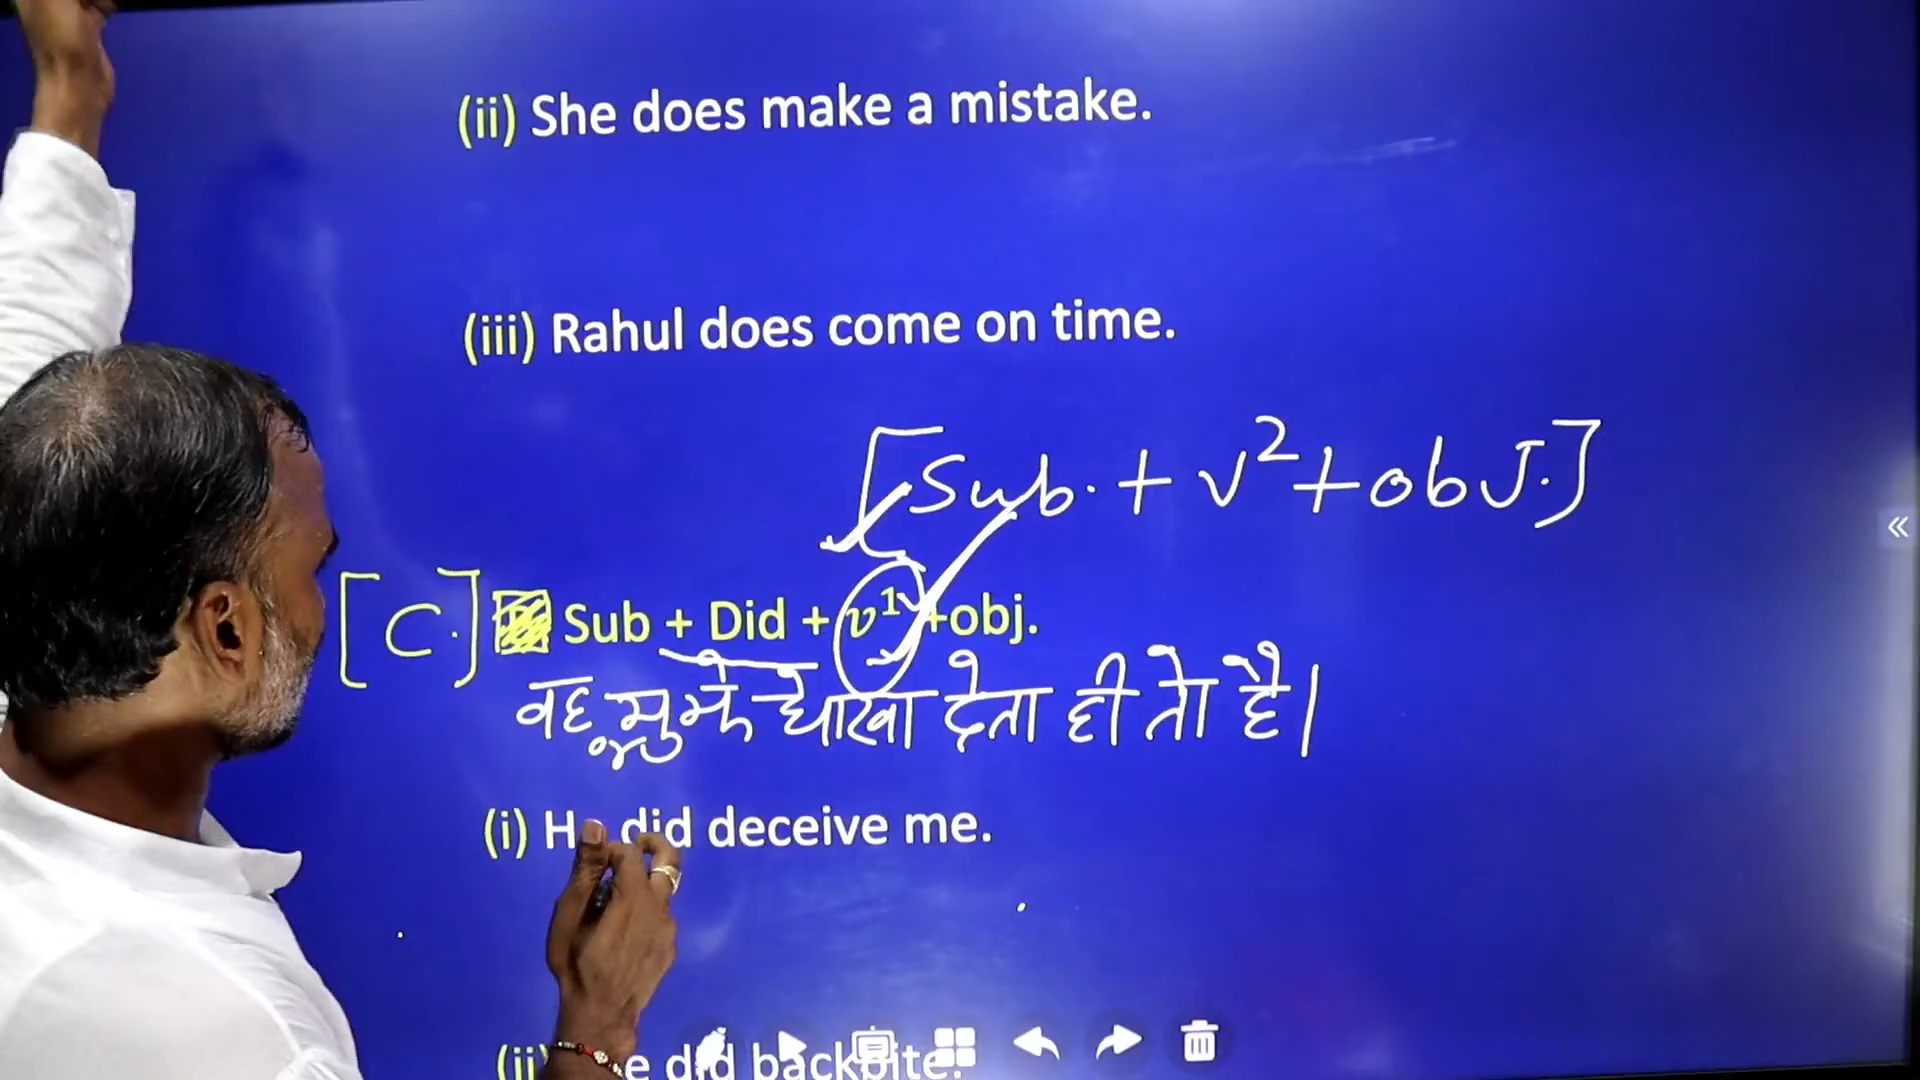 (ii) She does make a mistake.
(iii) Rahul does come on time.
[Sub. + v² + obJ.]
[C.] Sub + Did + v¹ +obj.
वह मुझे धोखा देता ही तो है।
(i) H did deceive me.
(ii) e did backbite.